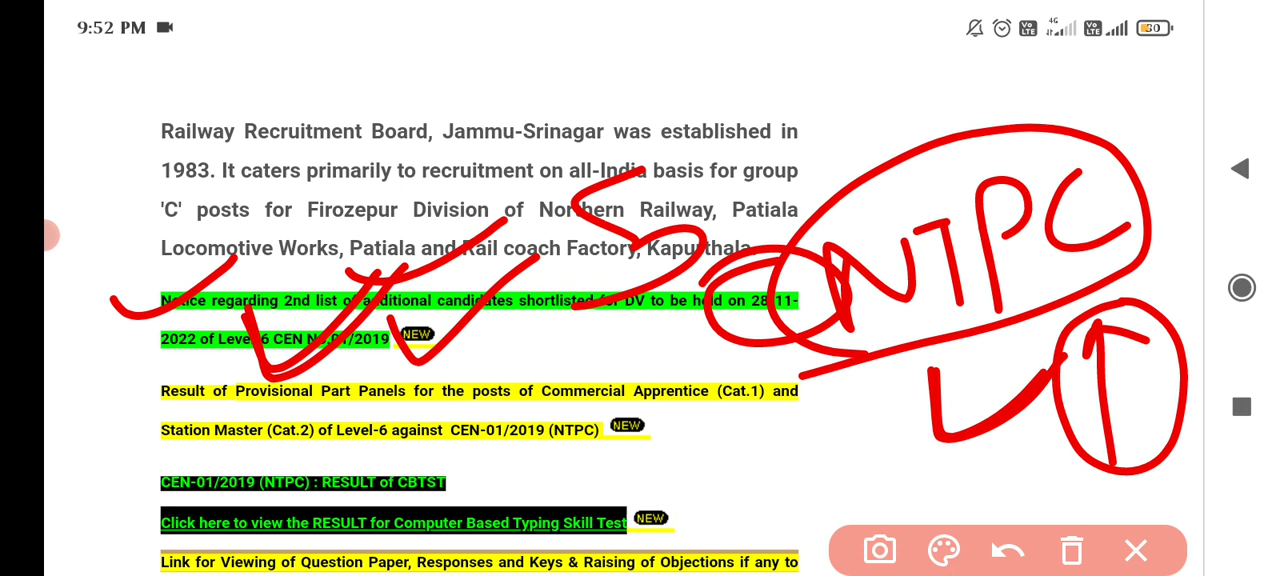 9:52 PM
4G
Vo LTE
Vo LTE
30
Railway Recruitment Board, Jammu-Srinagar was established in
1983. It caters primarily to recruitment on all-India basis for group
'C' posts for Firozepur Division of Northern Railway, Patiala
Locomotive Works, Patiala and Rail coach Factory, Kapurthala.
NTPC
Notice regarding 2nd list of additional candidates shortlisted for DV to be held on 28-11-
2022 of Level-6 CEN No.01/2019 NEW
Result of Provisional Part Panels for the posts of Commercial Apprentice (Cat.1) and
Station Master (Cat.2) of Level-6 against CEN-01/2019 (NTPC) NEW
CEN-01/2019 (NTPC) : RESULT of CBTST
Click here to view the RESULT for Computer Based Typing Skill Test NEW
Link for Viewing of Question Paper, Responses and Keys & Raising of Objections if any to